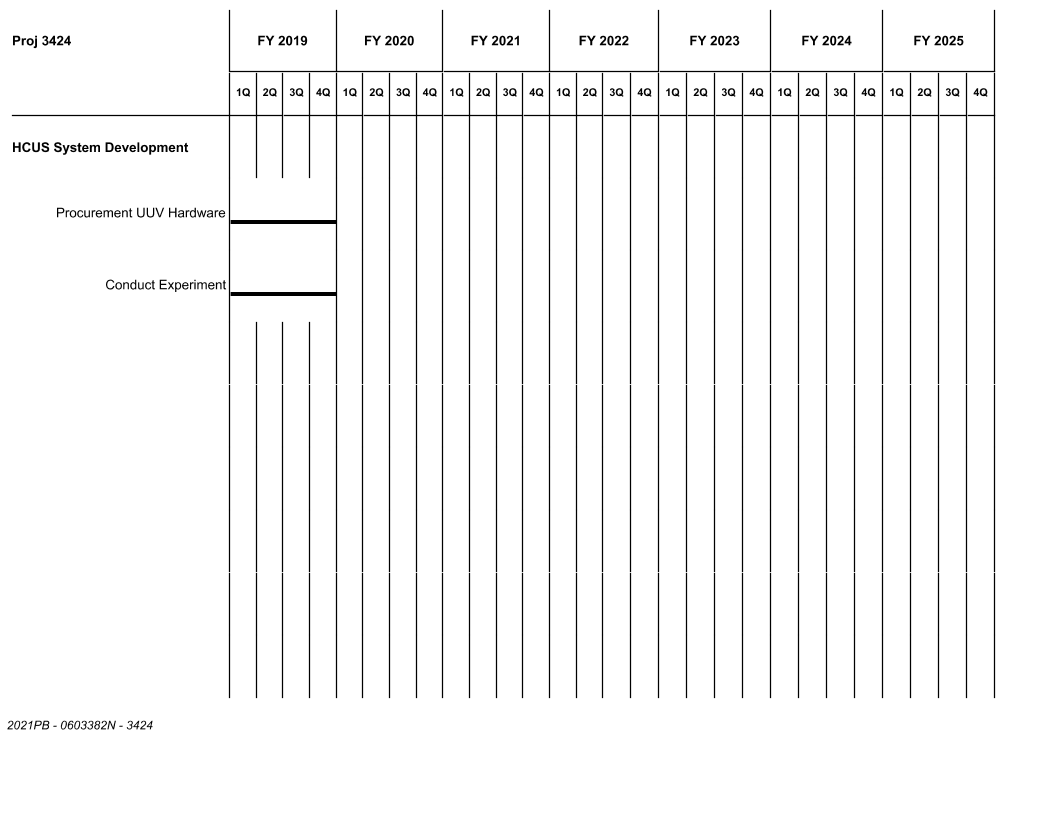 Proj 3424 FY 2019 FY 2020 FY 2021 FY 2022 FY 2023 FY 2024 FY 2025
1Q 2Q 3Q 4Q 1Q 2Q 3Q 4Q 1Q 2Q 3Q 4Q 1Q 2Q 3Q 4Q 1Q 2Q 3Q 4Q 1Q 2Q 3Q 4Q 1Q 2Q 3Q 4Q
HCUS System Development
Procurement UUV Hardware
Conduct Experiment
2021PB - 0603382N - 3424